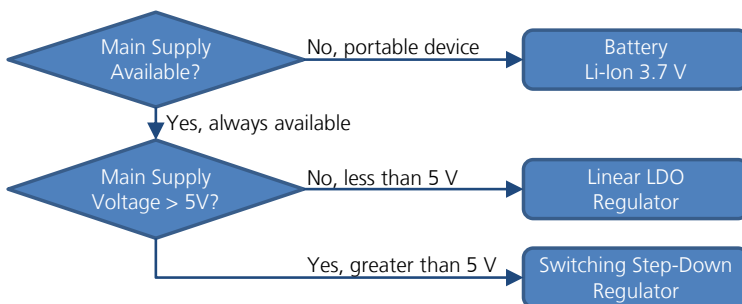 Main Supply
Available?
No, portable device
Battery
Li-Ion 3.7 V
Yes, always available
Main Supply
Voltage > 5V?
No, less than 5 V
Linear LDO
Regulator
Yes, greater than 5 V
Switching Step-Down
Regulator